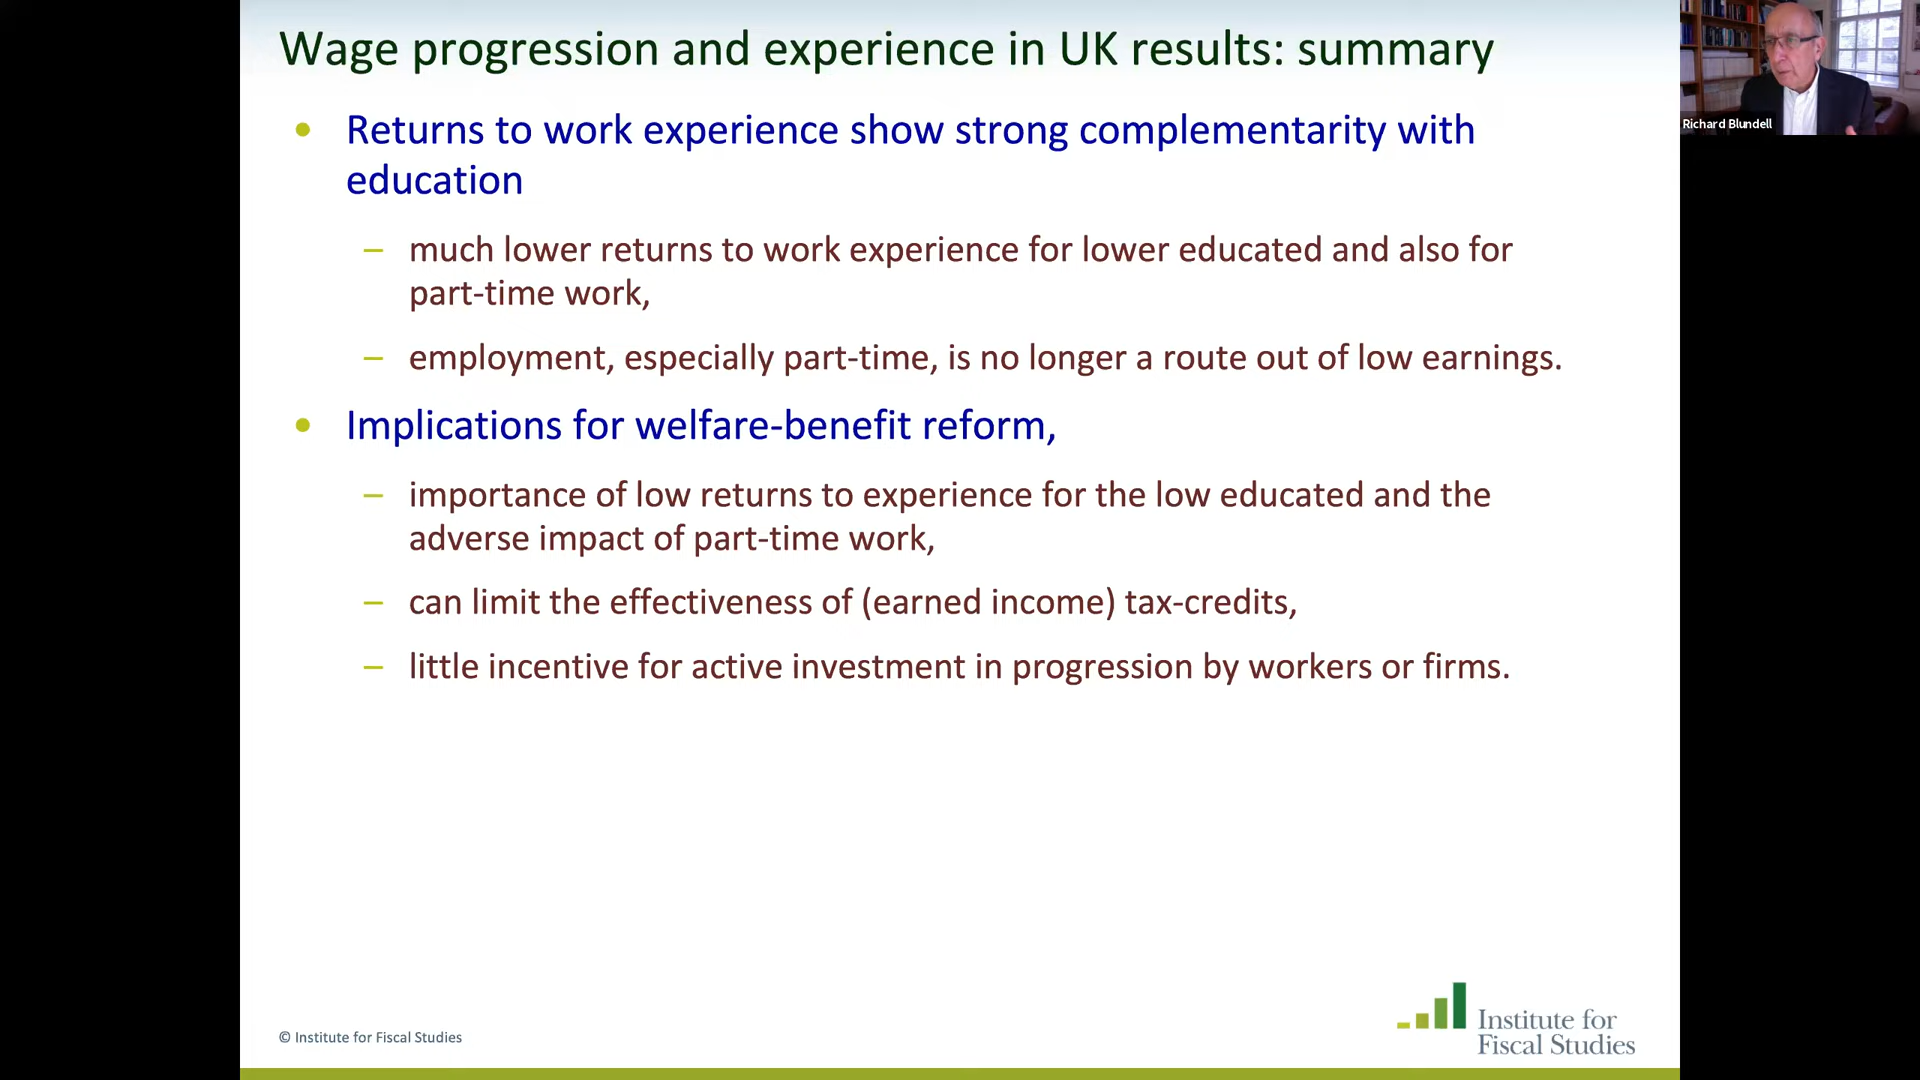 Wage progression and experience in UK results: summary
• Returns to work experience show strong complementarity with
education
– much lower returns to work experience for lower educated and also for
part-time work,
– employment, especially part-time, is no longer a route out of low earnings.
• Implications for welfare-benefit reform,
– importance of low returns to experience for the low educated and the
adverse impact of part-time work,
– can limit the effectiveness of (earned income) tax-credits,
– little incentive for active investment in progression by workers or firms.
© Institute for Fiscal Studies
Institute for
Fiscal Studies
Richard Blundell